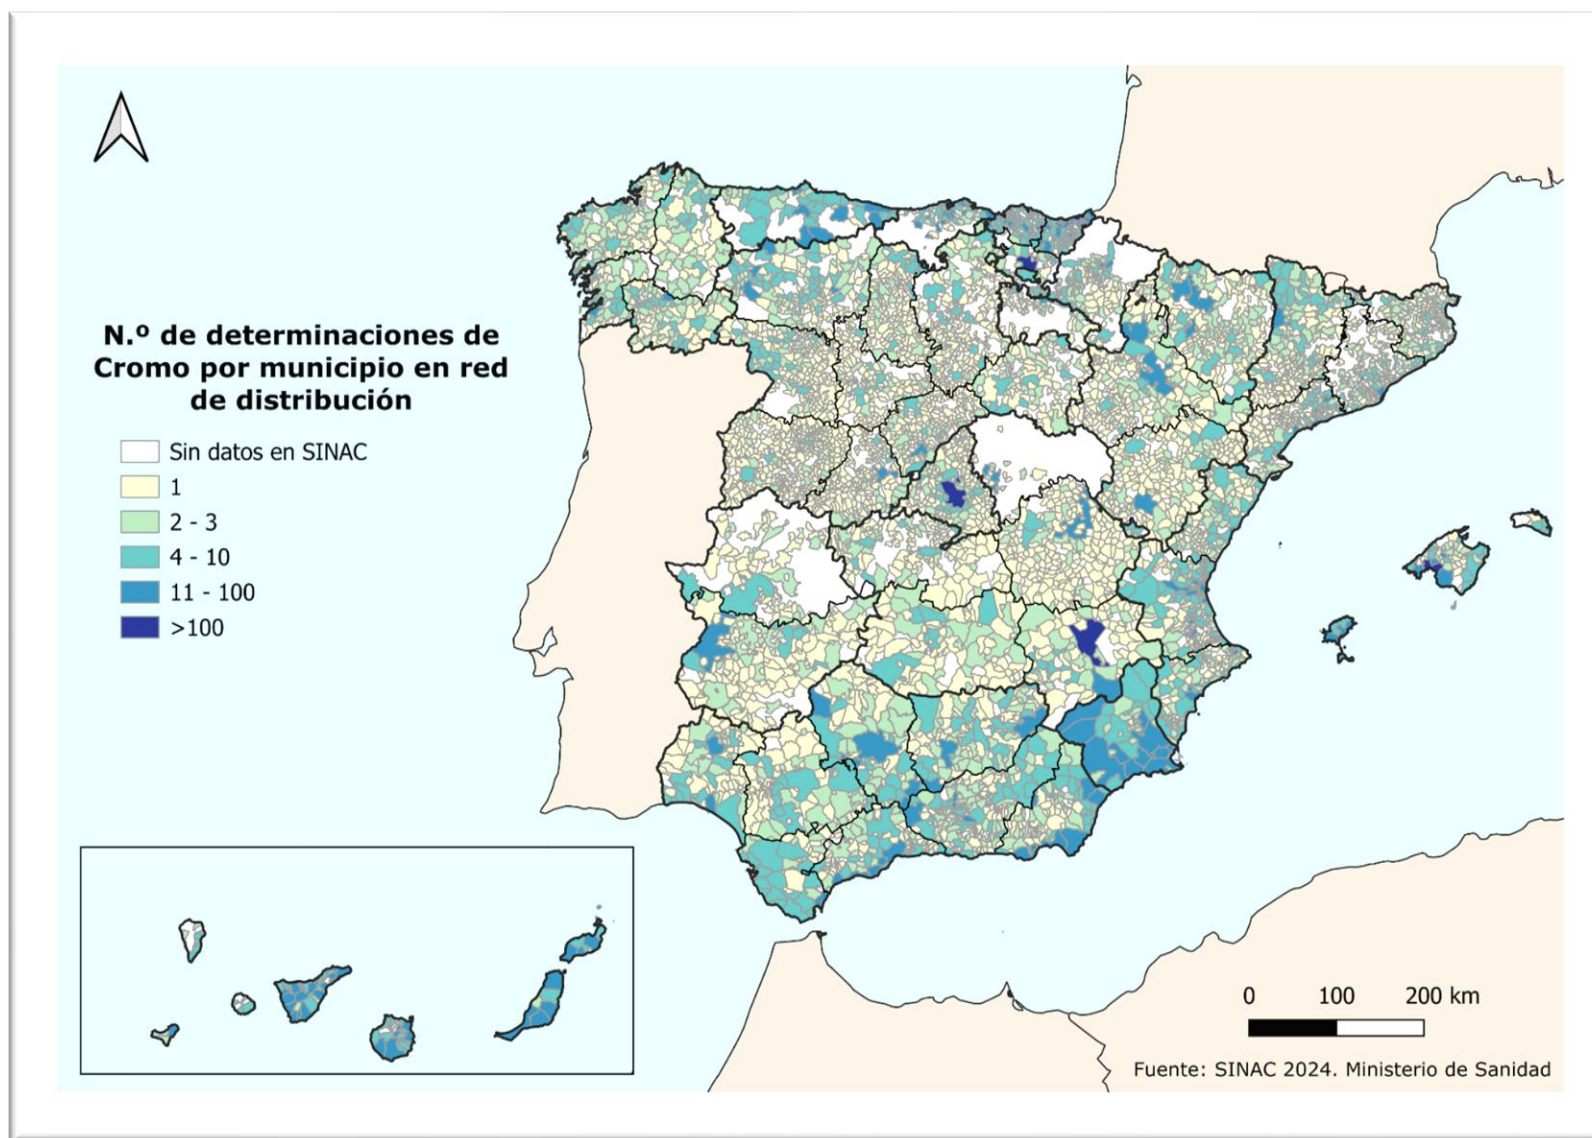 N.º de determinaciones de
Cromo por municipio en red
de distribución
Sin datos en SINAC
1
2 - 3
4 - 10
11 - 100
>100
0 100 200 km
Fuente: SINAC 2024. Ministerio de Sanidad